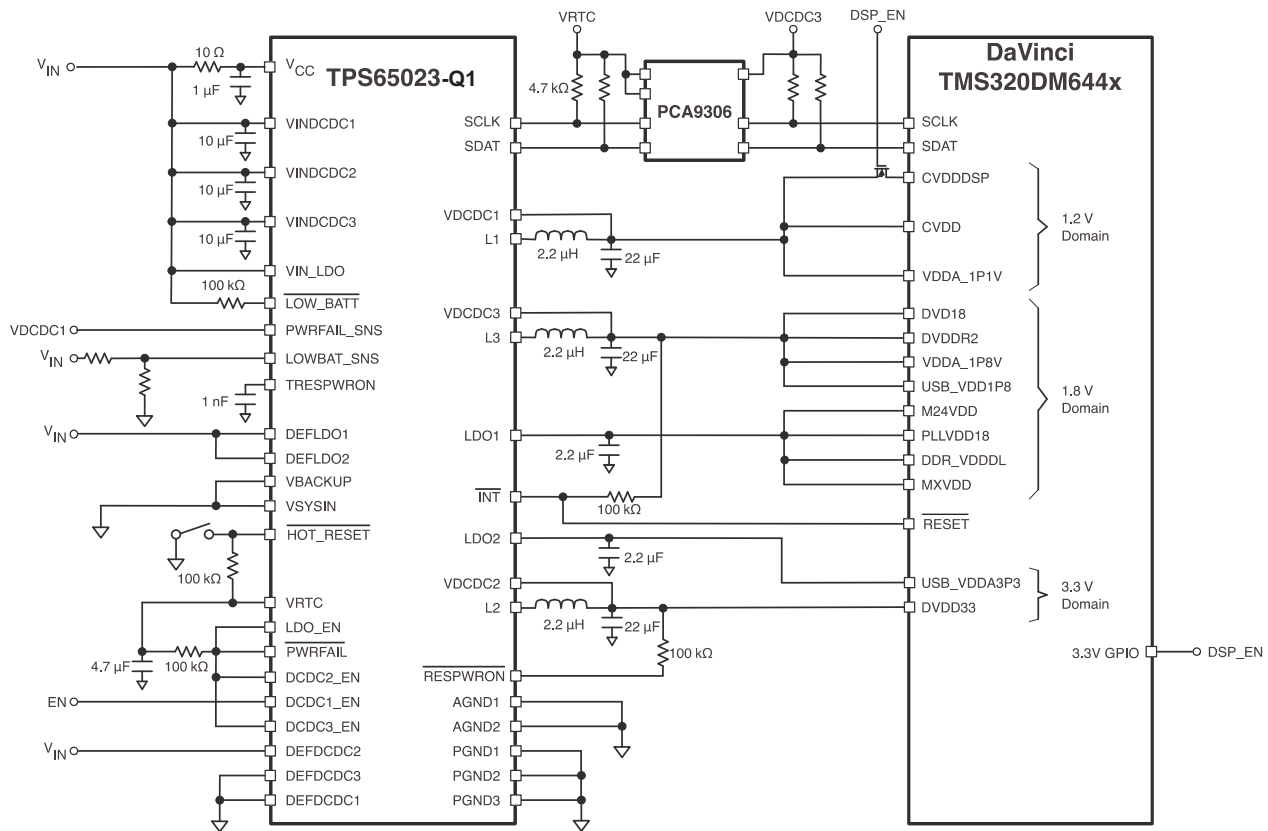 VRTC
VDCDC3
DSP_EN
V_IN
10 Ω
1 µF
V_CC
TPS65023-Q1
4.7 kΩ
PCA9306
DaVinci
TMS320DM644x
10 µF
VINDCDC1
10 µF
VINDCDC2
10 µF
VINDCDC3
VIN_LDO
100 kΩ
LOW_BATT
VDCDC1
PWRFAIL_SNS
V_IN
LOWBAT_SNS
TRESPWRON
1 nF
V_IN
DEFLDO1
DEFLDO2
VBACKUP
VSYSIN
HOT_RESET
100 kΩ
VRTC
LDO_EN
PWRFAIL
4.7 µF
100 kΩ
DCDC2_EN
EN
DCDC1_EN
DCDC3_EN
V_IN
DEFDCDC2
DEFDCDC3
DEFDCDC1
SCLK
SDAT
VDCDC1
L1
2.2 µH
22 µF
VDCDC3
L3
2.2 µH
22 µF
LDO1
2.2 µF
INT
100 kΩ
LDO2
2.2 µF
VDCDC2
L2
2.2 µH
22 µF
100 kΩ
RESPWRON
AGND1
AGND2
PGND1
PGND2
PGND3
SCLK
SDAT
CVDDDSP
CVDD
VDDA_1P1V
1.2 V
Domain
DVD18
DVDDR2
VDDA_1P8V
USB_VDD1P8
M24VDD
PLLVDD18
DDR_VDDDL
MXVDD
1.8 V
Domain
RESET
USB_VDDA3P3
DVDD33
3.3 V
Domain
3.3V GPIO
DSP_EN